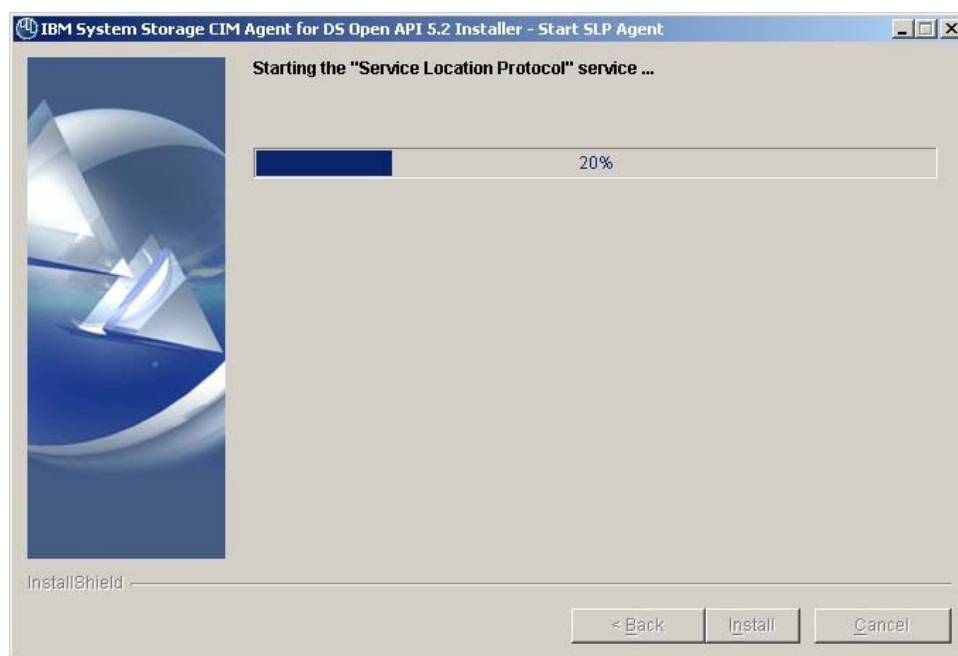 IBM System Storage CIM Agent for DS Open API 5.2 Installer - Start SLP Agent
Starting the "Service Location Protocol" service ...
20%
InstallShield
< Back
Install
Cancel